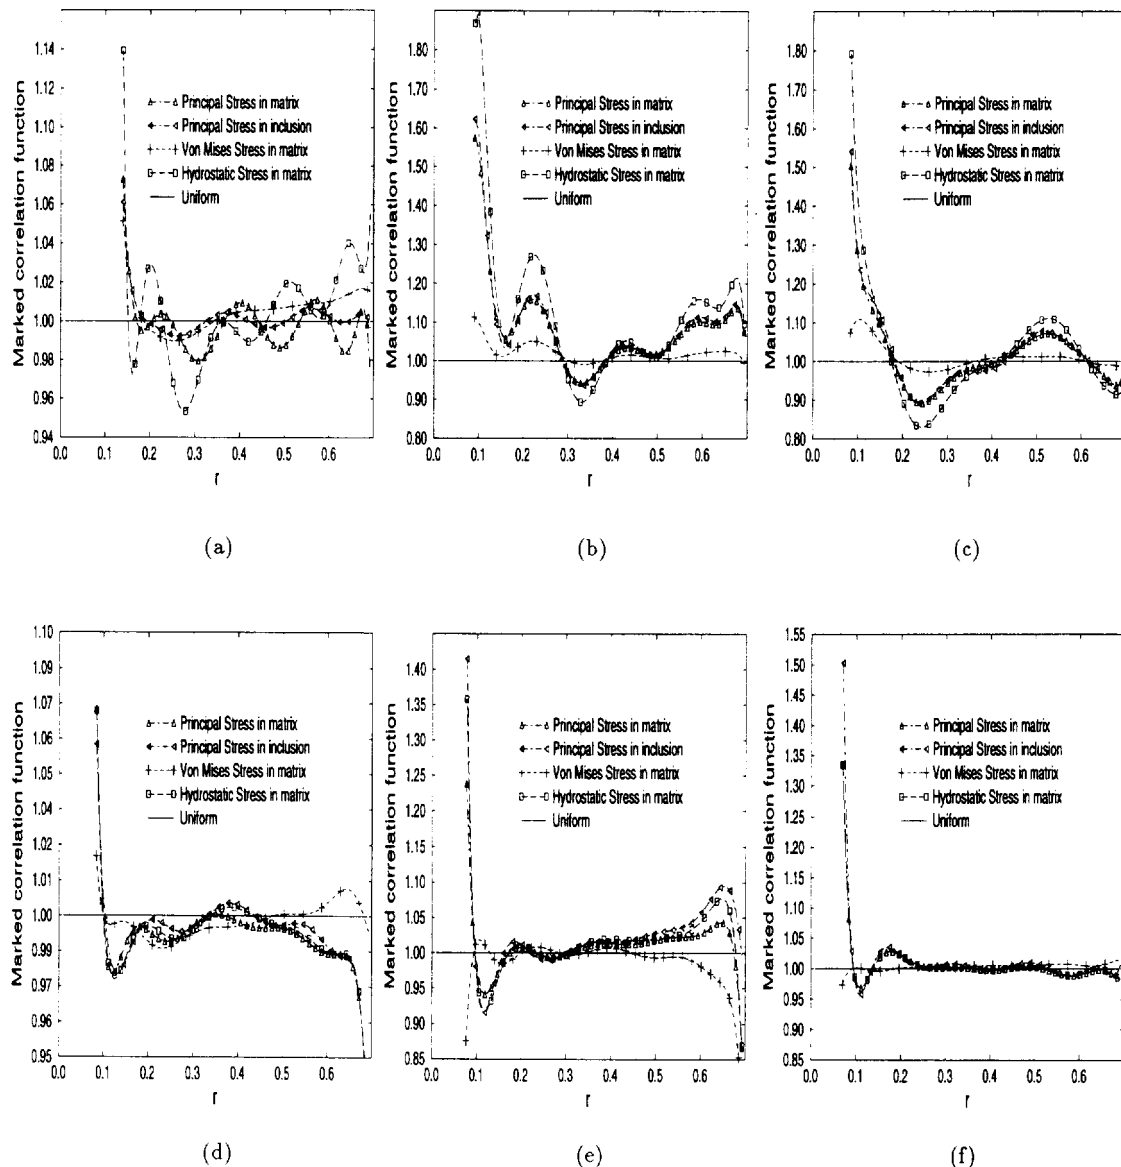 Marked correlation function
1.14
1.12
1.10
1.08
1.06
1.04
1.02
1.00
0.98
0.96
0.94
0.0 0.1 0.2 0.3 0.4 0.5 0.6
r
Principal Stress in matrix
Principal Stress in inclusion
Von Mises Stress in matrix
Hydrostatic Stress in matrix
Uniform
(a)
Marked correlation function
1.80
1.70
1.60
1.50
1.40
1.30
1.20
1.10
1.00
0.90
0.80
0.0 0.1 0.2 0.3 0.4 0.5 0.6
r
Principal Stress in matrix
Principal Stress in inclusion
Von Mises Stress in matrix
Hydrostatic Stress in matrix
Uniform
(b)
Marked correlation function
1.80
1.70
1.60
1.50
1.40
1.30
1.20
1.10
1.00
0.90
0.80
0.0 0.1 0.2 0.3 0.4 0.5 0.6
r
Principal Stress in matrix
Principal Stress in inclusion
Von Mises Stress in matrix
Hydrostatic Stress in matrix
Uniform
(c)
Marked correlation function
1.10
1.08
1.07
1.06
1.05
1.04
1.03
1.02
1.01
1.00
0.99
0.97
0.96
0.95
0.0 0.1 0.2 0.3 0.4 0.5 0.6
r
Principal Stress in matrix
Principal Stress in inclusion
Von Mises Stress in matrix
Hydrostatic Stress in matrix
Uniform
(d)
Marked correlation function
1.40
1.35
1.30
1.25
1.20
1.15
1.10
1.05
1.00
0.95
0.90
0.85
0.0 0.1 0.2 0.3 0.4 0.5 0.6
r
Principal Stress in matrix
Principal Stress in inclusion
Von Mises Stress in matrix
Hydrostatic Stress in matrix
Uniform
(e)
Marked correlation function
1.55
1.50
1.45
1.40
1.35
1.30
1.25
1.20
1.15
1.10
1.05
1.00
0.95
0.90
0.85
0.0 0.1 0.2 0.3 0.4 0.5 0.6
r
Principal Stress in matrix
Principal Stress in inclusion
Von Mises Stress in matrix
Hydrostatic Stress in matrix
Uniform
(f)